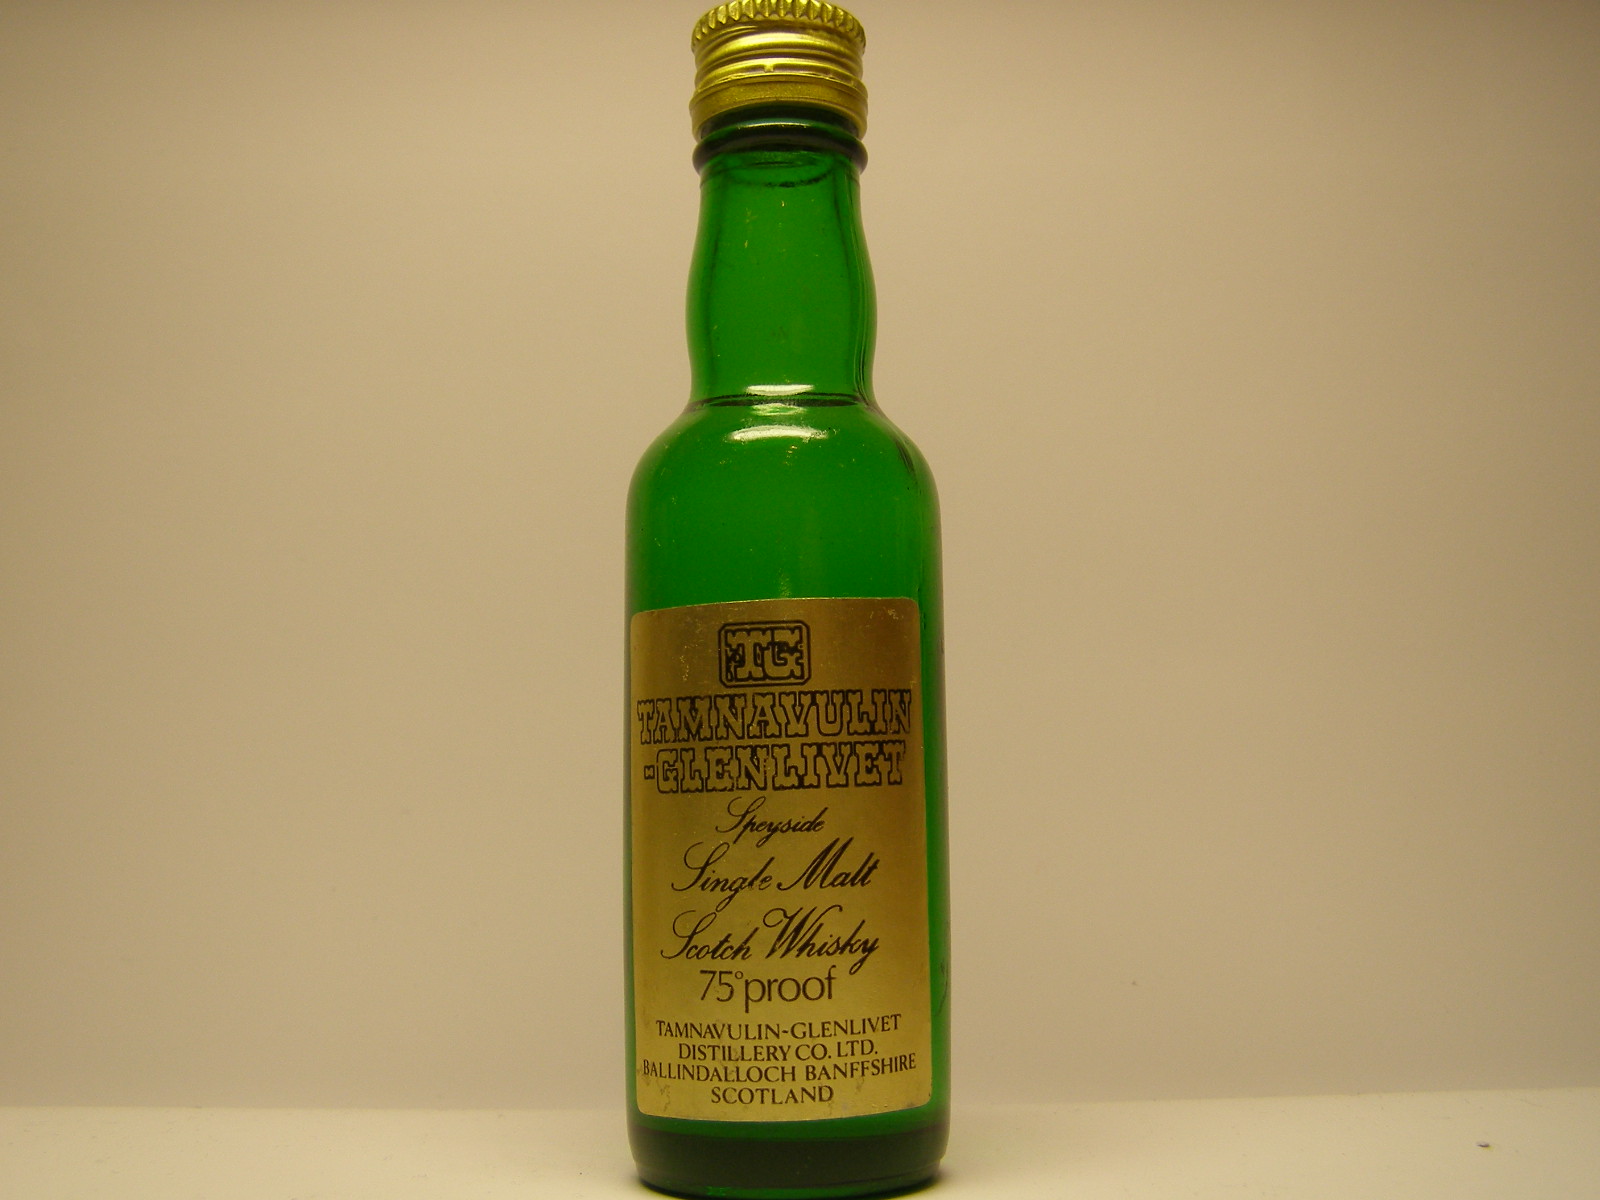 TG
TAMNAVULIN
-GLENLIVET
Speyside
Single Malt
Scotch Whisky
75° proof
TAMNAVULIN-GLENLIVET
DISTILLERY CO. LTD.
BALLINDALLOCH BANFFSHIRE
SCOTLAND